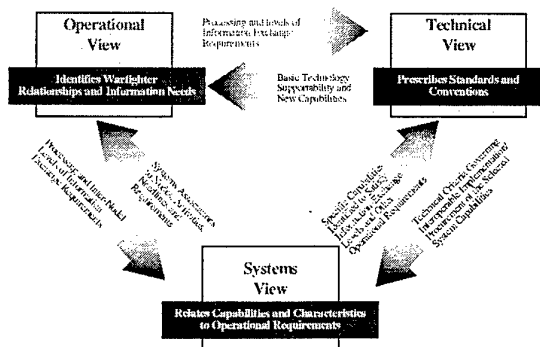 Operational
View
Identifies Warfighter
Relationships and Information Needs
Processing and levels of
Information Exchange
Requirements
Technical
View
Prescribes Standards and
Conventions
Basic Technology
Supportability and
New Capabilities
Processing and Inter-Nodal
Levels of Information
Exchange Requirements
Systems Associations
to Nodes, Activities,
Needlines and
Requirements
Specific Capabilities
Identified to Satisfy
Information Exchange
Levels and Other
Operational Requirements
Technical Criteria Governing
Interoperable Implementation/
Procurement of the Selected
System Capabilities
Systems
View
Relates Capabilities and Characteristics
to Operational Requirements